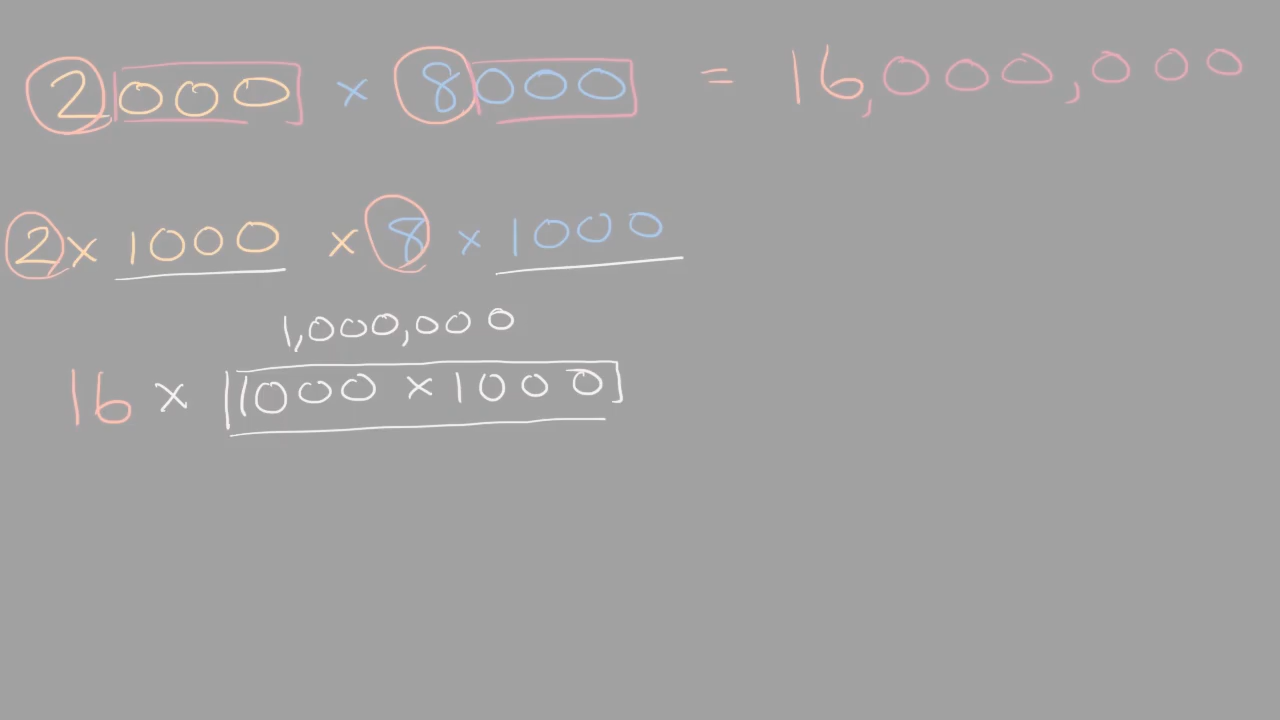 2000 × 8000 = 16,000,000
2 × 1000 × 8 × 1000
1,000,000
16 × 1000 × 1000